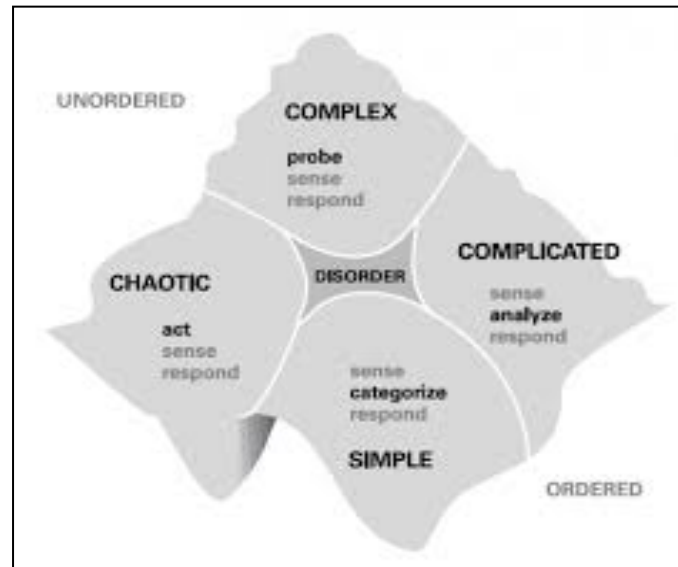 UNORDERED
COMPLEX
probe
sense
respond
COMPLICATED
sense
analyze
respond
DISORDER
CHAOTIC
act
sense
respond
sense
categorize
respond
SIMPLE
ORDERED